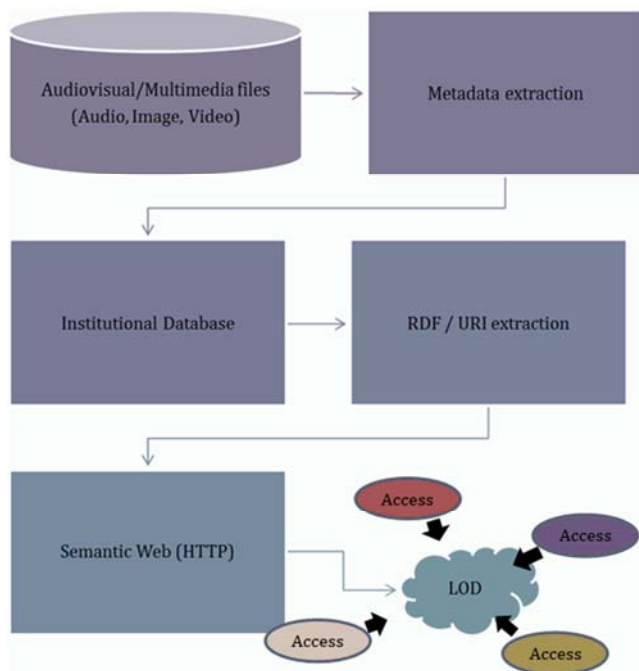 Audiovisual/Multimedia files
(Audio, Image, Video)
Metadata extraction
Institutional Database
RDF / URI extraction
Semantic Web (HTTP)
Access
Access
LOD
Access
Access